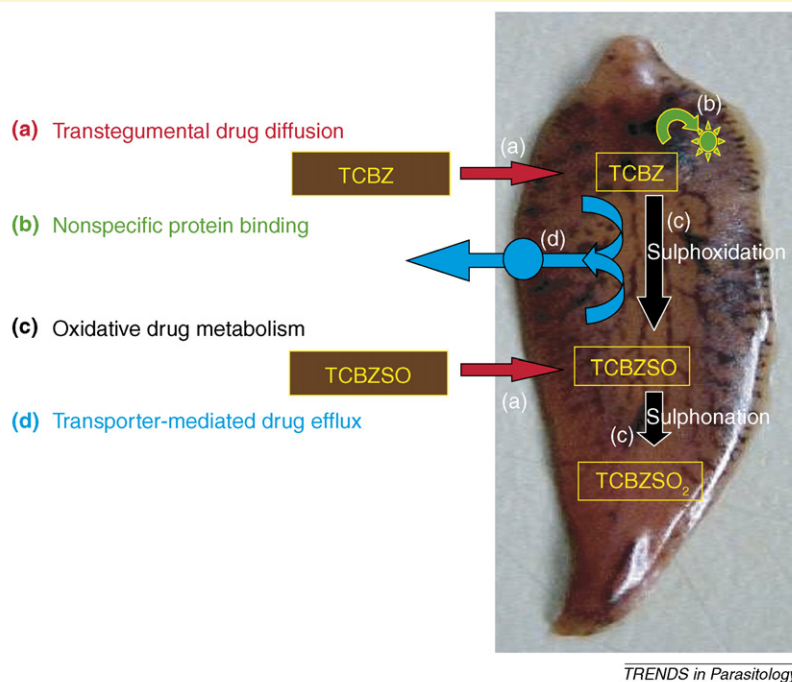 (a) Transtegumental drug diffusion
(b)
(a)
TCBZ
TCBZ
(b) Nonspecific protein binding
(c)
(d)
Sulphoxidation
(c) Oxidative drug metabolism
TCBZSO
TCBZSO
(a)
(d) Transporter-mediated drug efflux
Sulphonation
(c)
TCBZSO₂
TRENDS in Parasitology